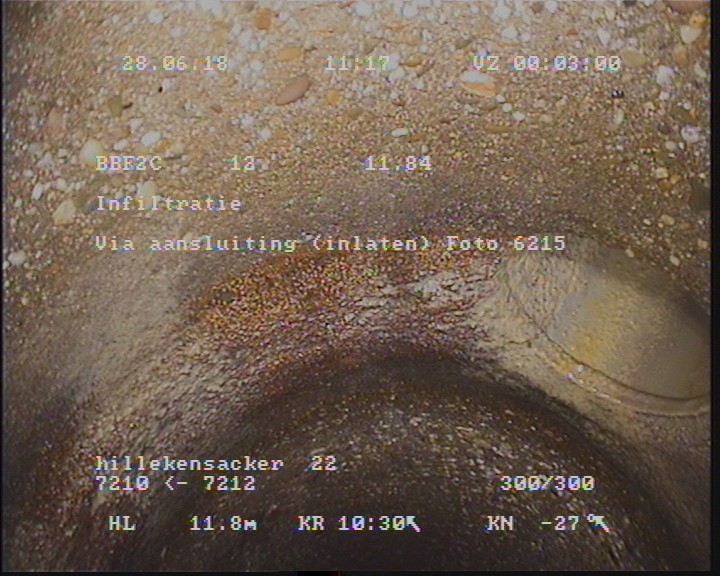 28.06.18 11:17 VZ 00:03:00
BBF2C 12 11.84
Infiltratie
Via aansluiting (inlaten) Foto 6215
hillekensacker 22
7210 <- 7212 300/300
HL 11.8m KR 10:30↖ KN -27°↖